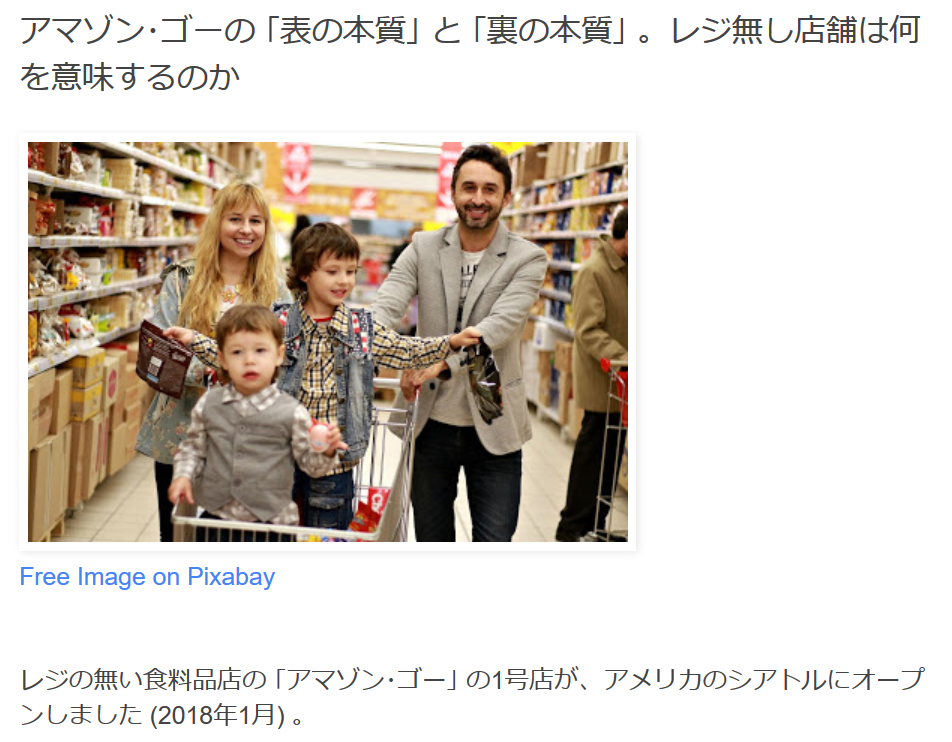 アマゾン･ゴーの ｢表の本質｣ と ｢裏の本質｣ 。レジ無し店舗は何
を意味するのか
Free Image on Pixabay
レジの無い食料品店の ｢アマゾン･ゴー｣ の1号店が、アメリカのシアトルにオープ
ンしました (2018年1月) 。